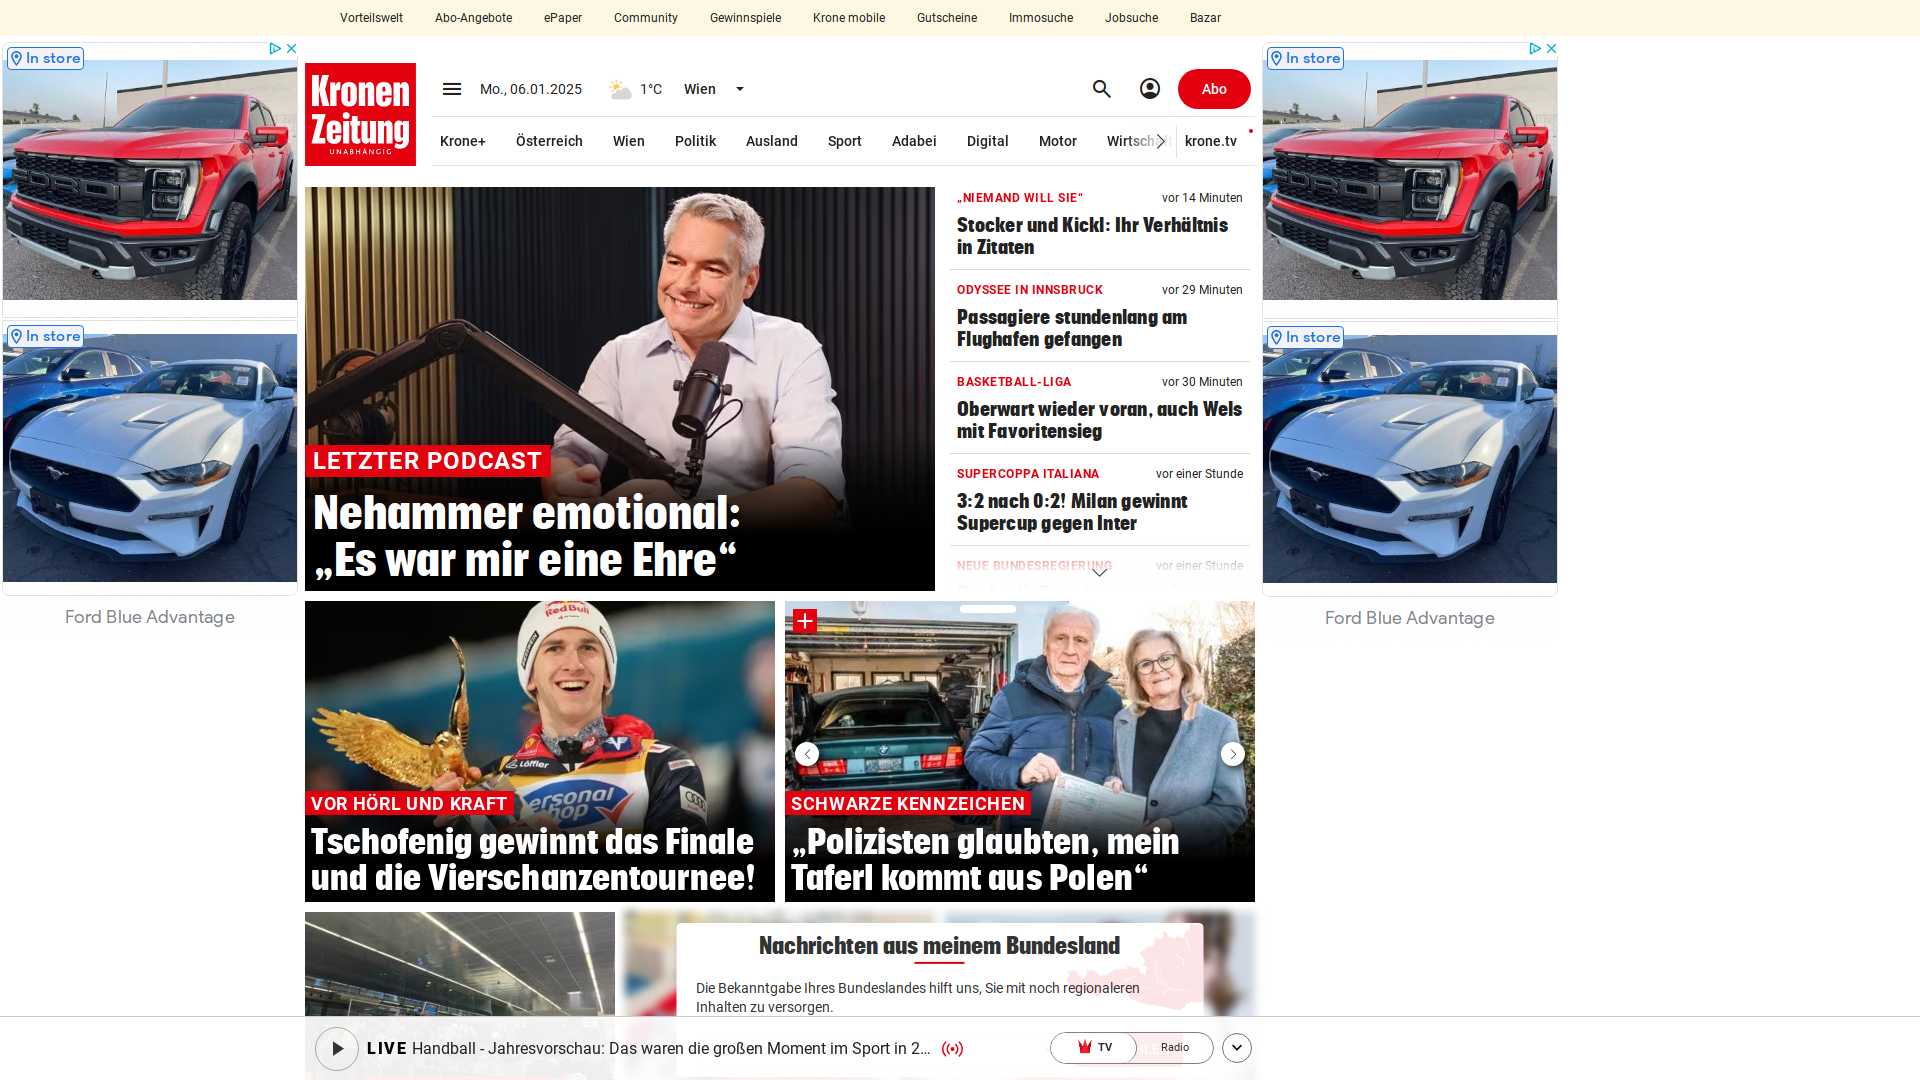 Vorteilswelt
Abo-Angebote
ePaper
Community
Gewinnspiele
Krone mobile
Gutscheine
Immosuche
Jobsuche
Bazar
In store
In store
Ford Blue Advantage
Kronen
Zeitung
UNABHÄNGIG
Mo., 06.01.2025
1°C
Wien
Abo
Krone+
Österreich
Wien
Politik
Ausland
Sport
Adabei
Digital
Motor
Wirtschaft
krone.tv
LETZTER PODCAST
Nehammer emotional:
„Es war mir eine Ehre“
„NIEMAND WILL SIE“
vor 14 Minuten
Stocker und Kickl: Ihr Verhältnis
in Zitaten
ODYSSEE IN INNSBRUCK
vor 29 Minuten
Passagiere stundenlang am
Flughafen gefangen
BASKETBALL-LIGA
vor 30 Minuten
Oberwart wieder voran, auch Wels
mit Favoritensieg
SUPERCOPPA ITALIANA
vor einer Stunde
3:2 nach 0:2! Milan gewinnt
Supercup gegen Inter
NEUE BUNDESREGIERUNG
vor einer Stunde
Red Bull
Löffler
ersonal
hop
VOR HÖRL UND KRAFT
Tschofenig gewinnt das Finale
und die Vierschanzentournee!
SCHWARZE KENNZEICHEN
„Polizisten glaubten, mein
Taferl kommt aus Polen“
Nachrichten aus meinem Bundesland
Die Bekanntgabe Ihres Bundeslandes hilft uns, Sie mit noch regionaleren
Inhalten zu versorgen.
LIVE Handball - Jahresvorschau: Das waren die großen Moment im Sport in 2...
TV
Radio
In store
In store
Ford Blue Advantage